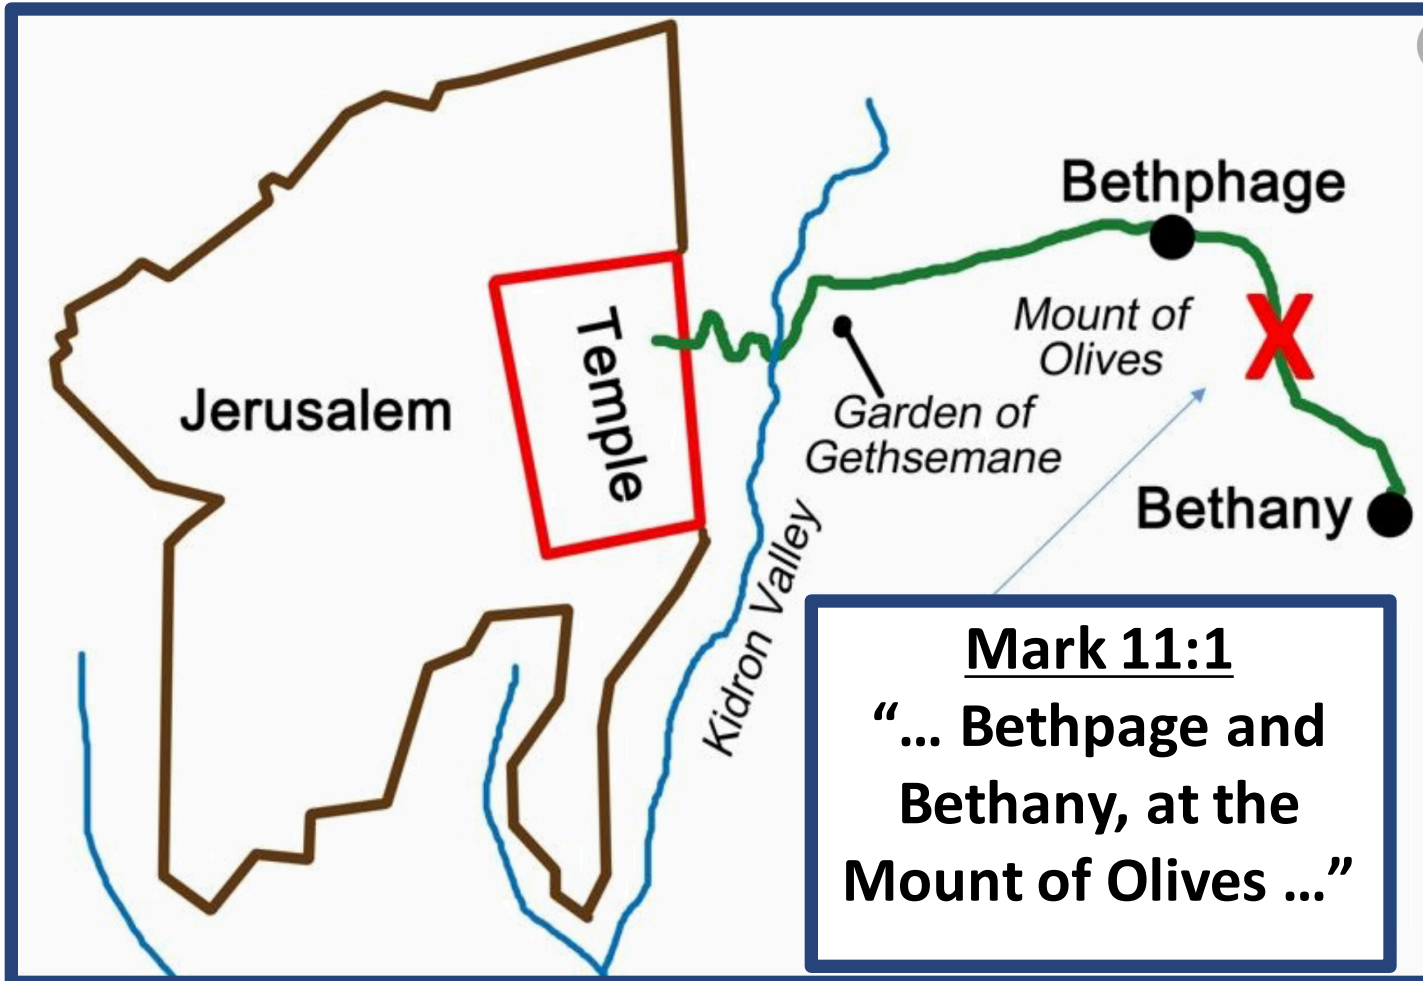 Bethphage
Mount of
Olives
X
Temple
Jerusalem
Garden of
Gethsemane
Bethany
Kidron Valley
Mark 11:1
“... Bethpage and
Bethany, at the
Mount of Olives ...”